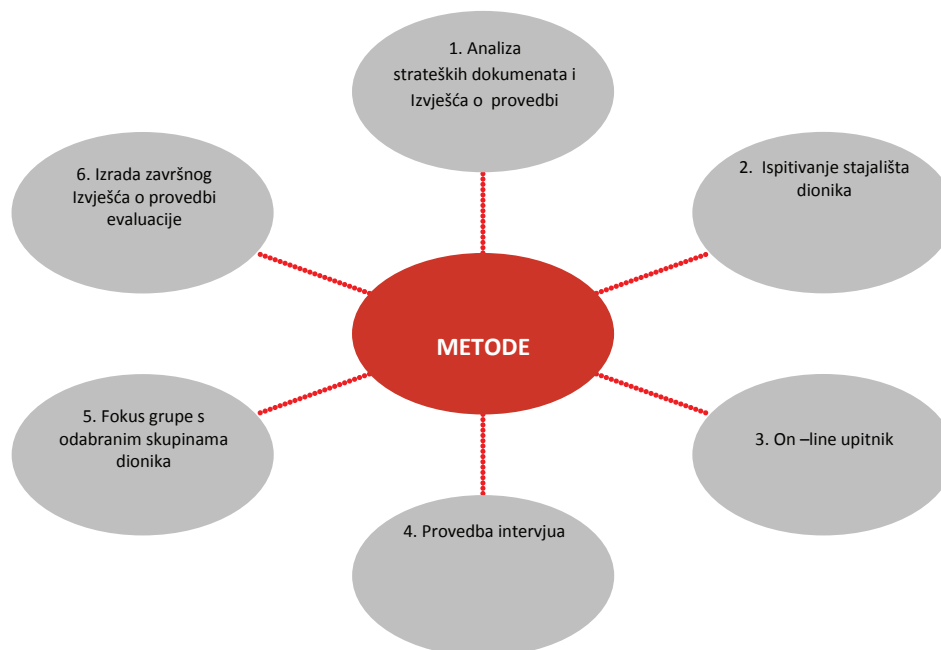 1. Analiza
strateških dokumenata i
Izvješća o provedbi
6. Izrada završnog
Izvješća o provedbi
evaluacije
2. Ispitivanje stajališta
dionika
METODE
5. Fokus grupe s
odabranim skupinama
dionika
3. On –line upitnik
4. Provedba intervjua